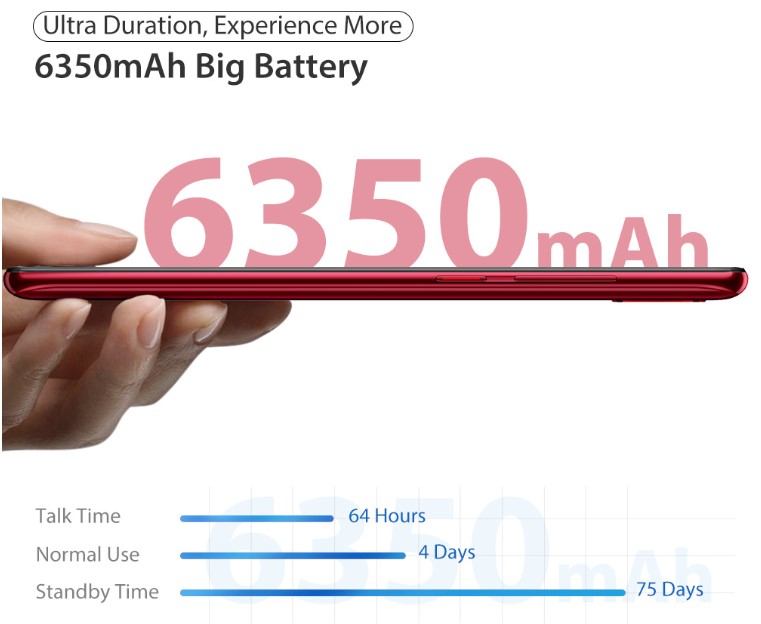 Ultra Duration, Experience More
6350mAh Big Battery
6350mAh
6350mAh
Talk Time 64 Hours
Normal Use 4 Days
Standby Time 75 Days